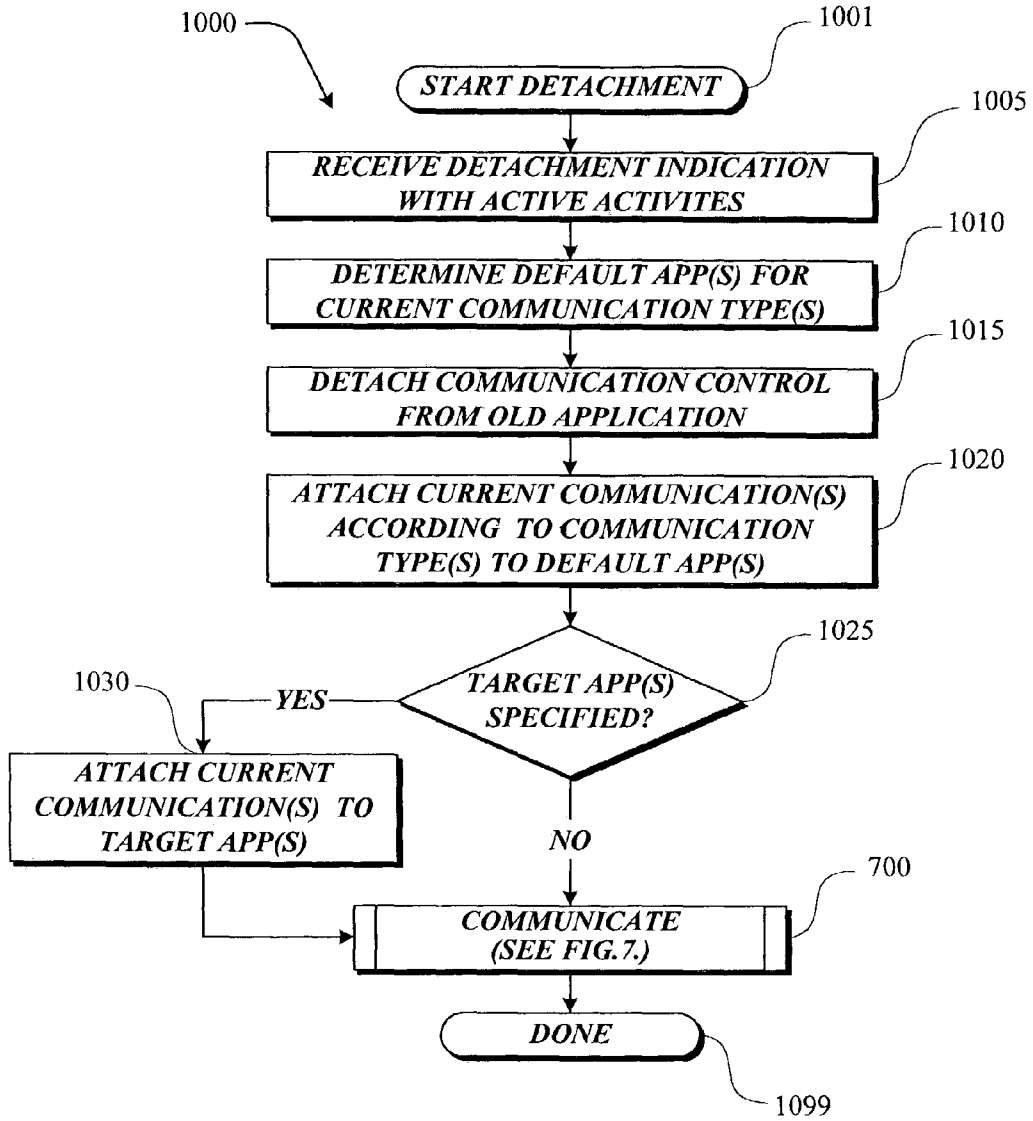 1000
1001
START DETACHMENT
1005
RECEIVE DETACHMENT INDICATION
WITH ACTIVE ACTIVITES
1010
DETERMINE DEFAULT APP(S) FOR
CURRENT COMMUNICATION TYPE(S)
1015
DETACH COMMUNICATION CONTROL
FROM OLD APPLICATION
1020
ATTACH CURRENT COMMUNICATION(S)
ACCORDING TO COMMUNICATION
TYPE(S) TO DEFAULT APP(S)
1025
TARGET APP(S)
SPECIFIED?
YES
1030
ATTACH CURRENT
COMMUNICATION(S) TO
TARGET APP(S)
NO
700
COMMUNICATE
(SEE FIG.7.)
DONE
1099